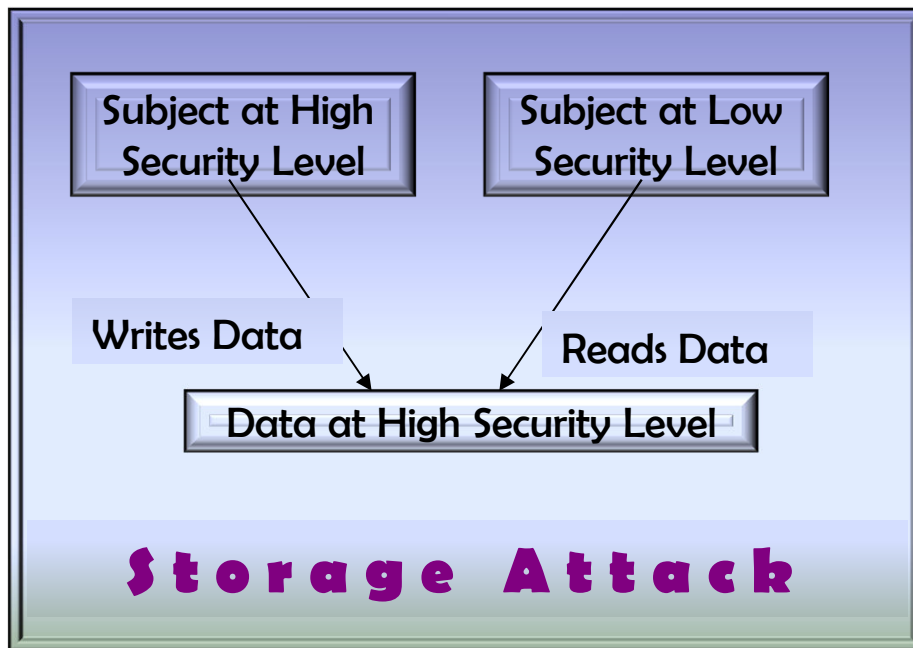 Subject at High
Security Level
Subject at Low
Security Level
Writes Data
Reads Data
Data at High Security Level
Storage Attack